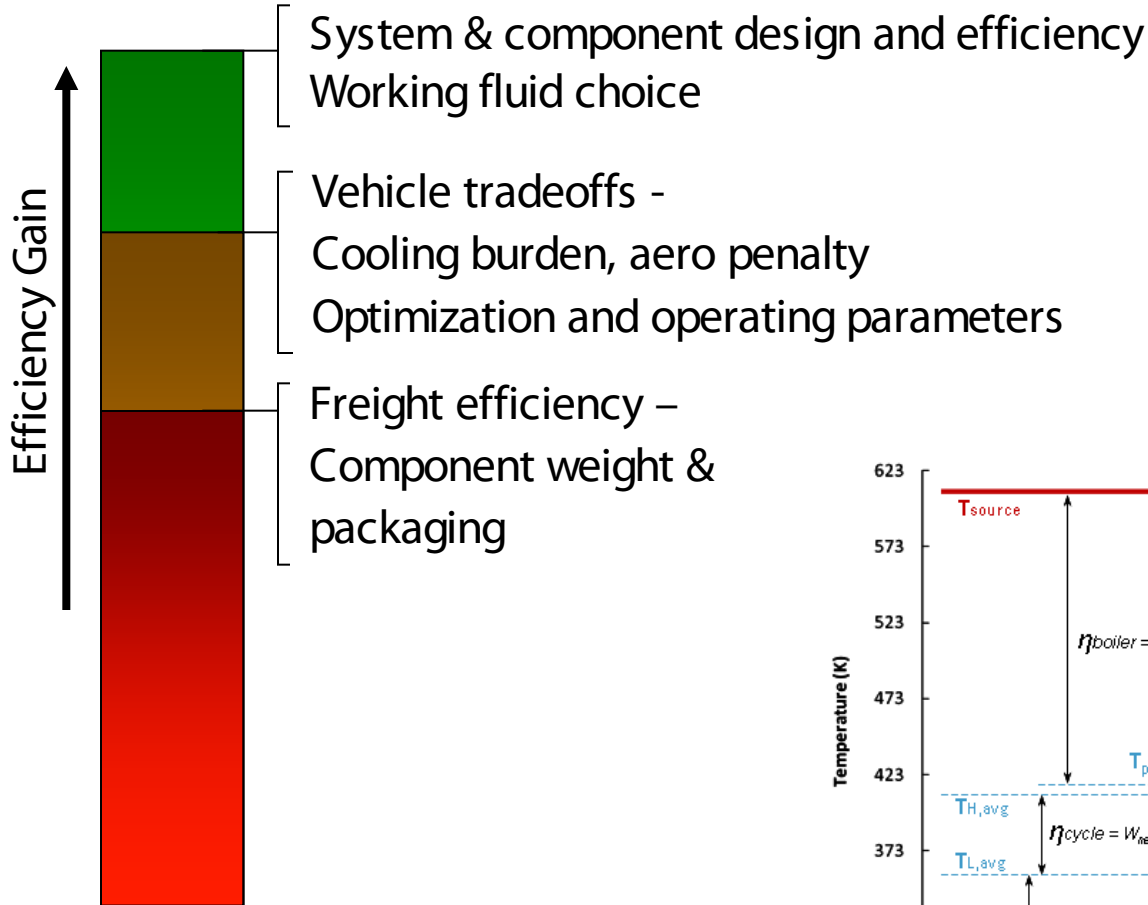 System & component design and efficiency
Working fluid choice
Efficiency Gain
Vehicle tradeoffs -
Cooling burden, aero penalty
Optimization and operating parameters
Freight efficiency –
Component weight &
packaging
Temperature (K)
623
Tsource
573
523
ηboiler =
473
423
Tp
TH,avg
ηcycle = Wne
373
TL,avg